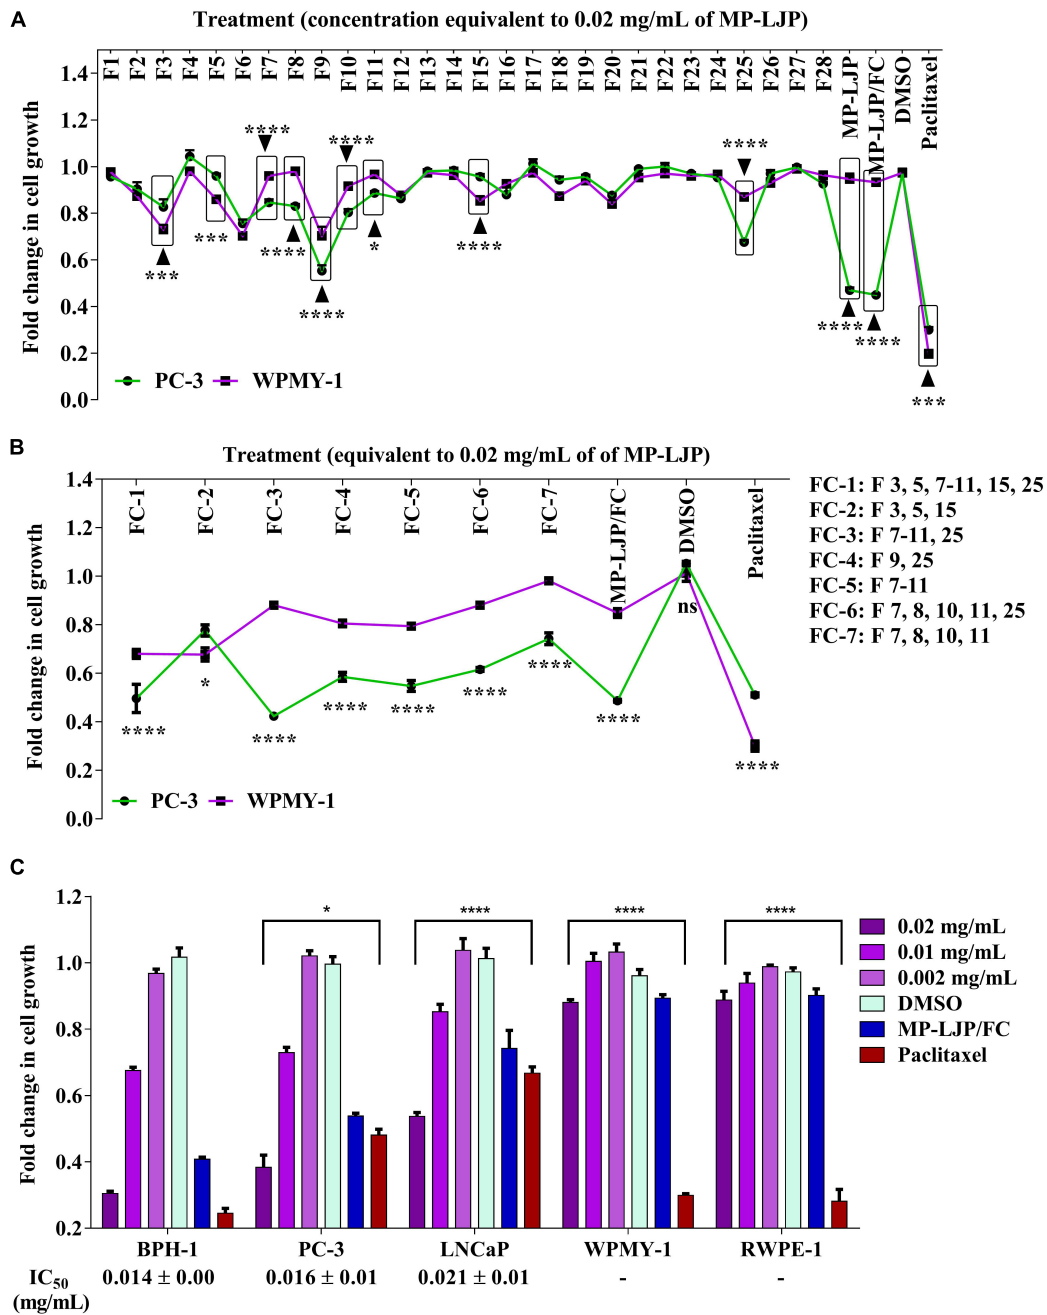 A
Treatment (concentration equivalent to 0.02 mg/mL of MP-LJP)
F1 F2 F3 F4 F5 F6 F7 F8 F9 F10 F11 F12 F13 F14 F15 F16 F17 F18 F19 F20 F21 F22 F23 F24 F25 F26 F27 F28 MP-LJP MP-LJP/FC DMSO Paclitaxel
Fold change in cell growth
1.4
1.2
1.0
0.8
0.6
0.4
0.2
0.0
**** **** ****
*** *** **** **** * **** **** **** ***
PC-3 WPMY-1
B
Treatment (equivalent to 0.02 mg/mL of of MP-LJP)
FC-1 FC-2 FC-3 FC-4 FC-5 FC-6 FC-7 MP-LJP/FC DMSO Paclitaxel
Fold change in cell growth
1.4
1.2
1.0
0.8
0.6
0.4
0.2
0.0
**** * **** **** **** **** **** **** ns ****
PC-3 WPMY-1
FC-1: F 3, 5, 7-11, 15, 25
FC-2: F 3, 5, 15
FC-3: F 7-11, 25
FC-4: F 9, 25
FC-5: F 7-11
FC-6: F 7, 8, 10, 11, 25
FC-7: F 7, 8, 10, 11
C
Fold change in cell growth
1.2
1.0
0.8
0.6
0.4
0.2
* **** **** ****
0.02 mg/mL
0.01 mg/mL
0.002 mg/mL
DMSO
MP-LJP/FC
Paclitaxel
BPH-1 PC-3 LNCaP WPMY-1 RWPE-1
IC50 0.014 ± 0.00 0.016 ± 0.01 0.021 ± 0.01 - -
(mg/mL)